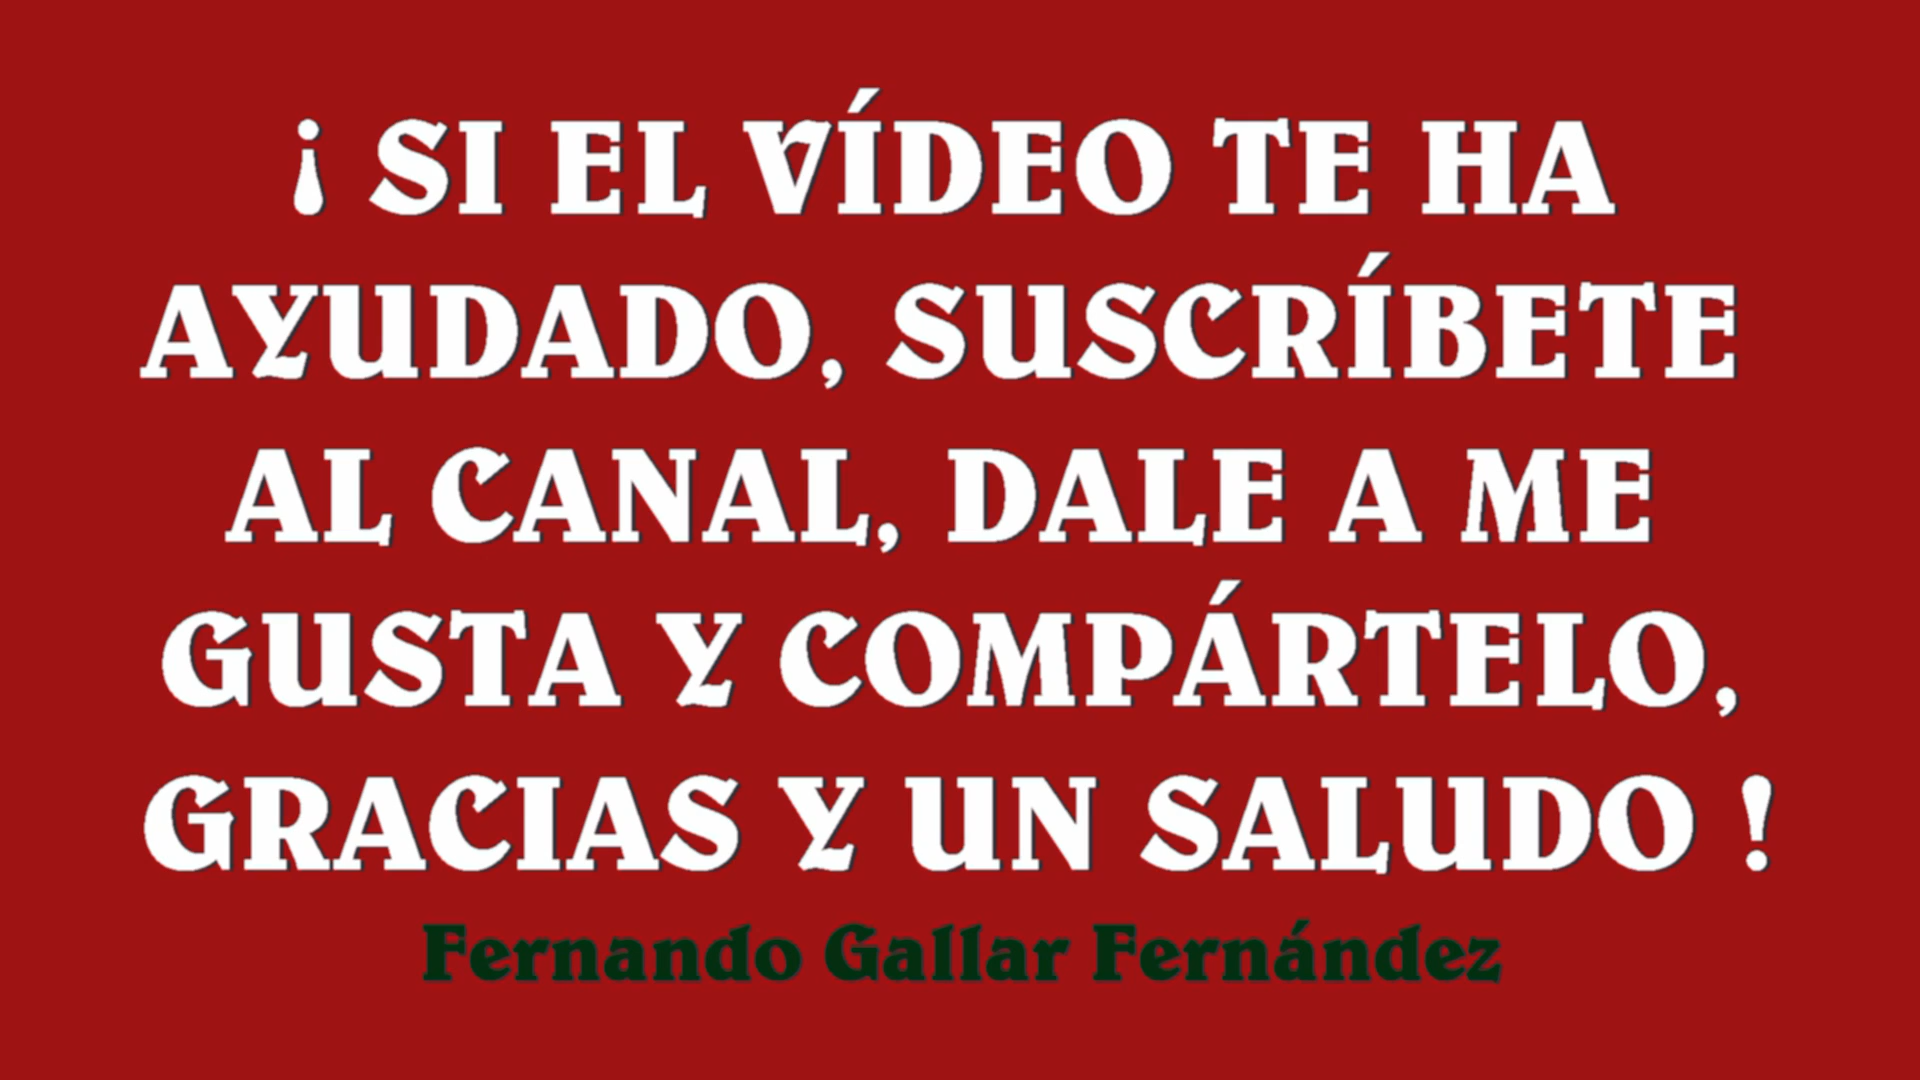 ¡ SI EL VÍDEO TE HA
AYUDADO, SUSCRÍBETE
AL CANAL, DALE A ME
GUSTA Y COMPÁRTELO,
GRACIAS Y UN SALUDO !
Fernando Gallar Fernández